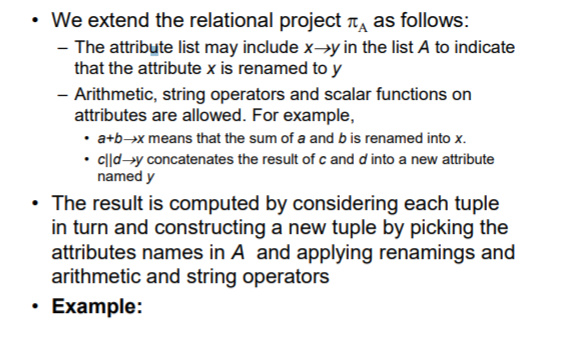 • We extend the relational project πA as follows:
– The attribute list may include x→y in the list A to indicate
that the attribute x is renamed to y
– Arithmetic, string operators and scalar functions on
attributes are allowed. For example,
• a+b→x means that the sum of a and b is renamed into x.
• c||d→y concatenates the result of c and d into a new attribute
named y
• The result is computed by considering each tuple
in turn and constructing a new tuple by picking the
attributes names in A and applying renamings and
arithmetic and string operators
• Example: